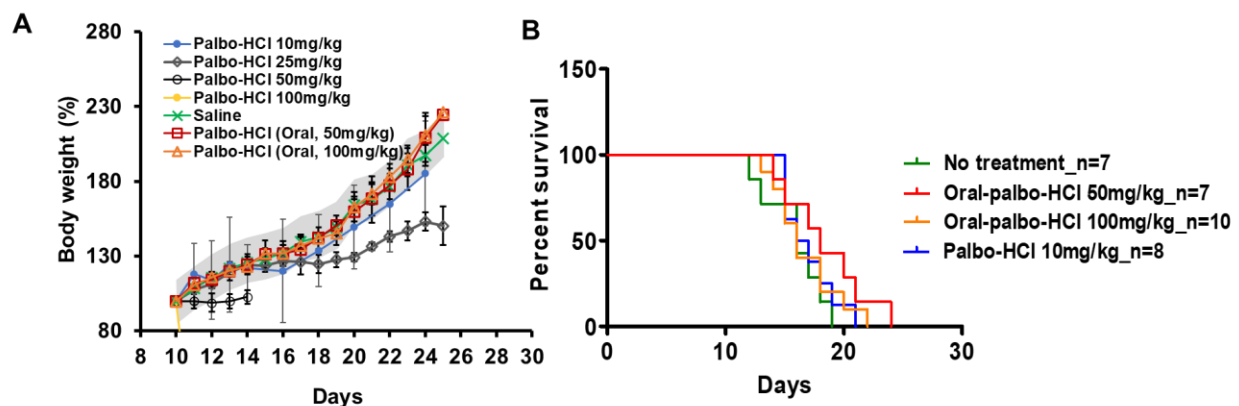 A
280
230
180
130
80
Body weight (%)
Palbo-HCl 10mg/kg
Palbo-HCl 25mg/kg
Palbo-HCl 50mg/kg
Palbo-HCl 100mg/kg
Saline
Palbo-HCl (Oral, 50mg/kg)
Palbo-HCl (Oral, 100mg/kg)
8 10 12 14 16 18 20 22 24 26
Days
B
150
100
50
0
Percent survival
0 10 20 30
Days
No treatment_n=7
Oral-palbo-HCl 50mg/kg_n=7
Oral-palbo-HCl 100mg/kg_n=10
Palbo-HCl 10mg/kg_n=8